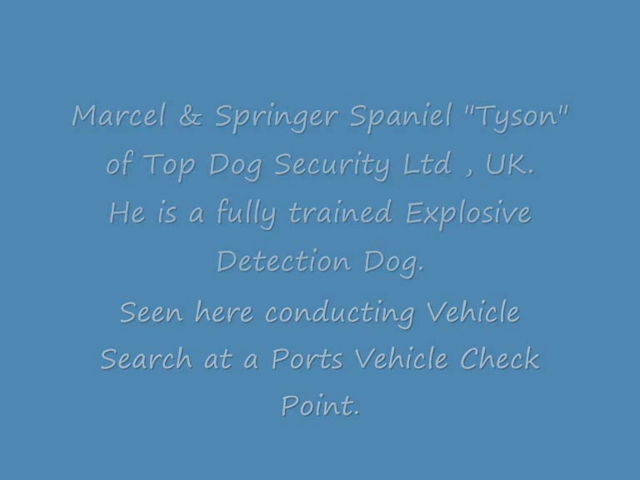 Marcel & Springer Spaniel "Tyson"
of Top Dog Security Ltd , UK.
He is a fully trained Explosive
Detection Dog.
Seen here conducting Vehicle
Search at a Ports Vehicle Check
Point.